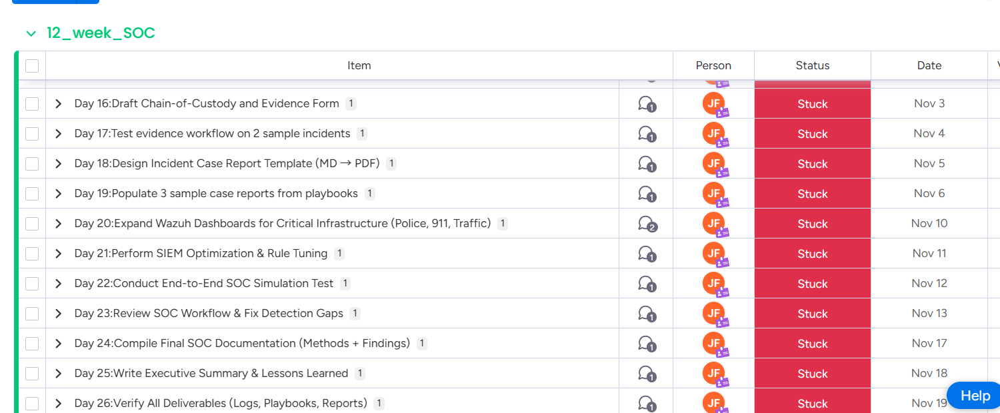 12_week_SOC
Item Person Status Date
Day 16:Draft Chain-of-Custody and Evidence Form 1 1 JF Stuck Nov 3
Day 17:Test evidence workflow on 2 sample incidents 1 1 JF Stuck Nov 4
Day 18:Design Incident Case Report Template (MD → PDF) 1 1 JF Stuck Nov 5
Day 19:Populate 3 sample case reports from playbooks 1 1 JF Stuck Nov 6
Day 20:Expand Wazuh Dashboards for Critical Infrastructure (Police, 911, Traffic) 1 2 JF Stuck Nov 10
Day 21:Perform SIEM Optimization & Rule Tuning 1 1 JF Stuck Nov 11
Day 22:Conduct End-to-End SOC Simulation Test 1 1 JF Stuck Nov 12
Day 23:Review SOC Workflow & Fix Detection Gaps 1 1 JF Stuck Nov 13
Day 24:Compile Final SOC Documentation (Methods + Findings) 1 1 JF Stuck Nov 17
Day 25:Write Executive Summary & Lessons Learned 1 1 JF Stuck Nov 18
Day 26:Verify All Deliverables (Logs, Playbooks, Reports) 1 1 JF Stuck Nov 19
Help